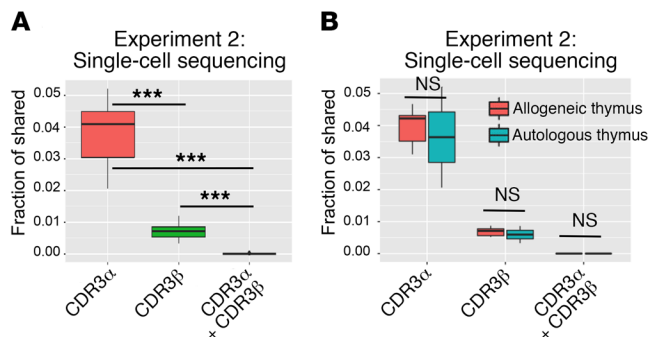 A
Experiment 2:
Single-cell sequencing
Fraction of shared
0.05
0.04
0.03
0.02
0.01
0.00
***
***
***
CDR3α
CDR3β
CDR3α
+ CDR3β
B
Experiment 2:
Single-cell sequencing
Fraction of shared
0.05
0.04
0.03
0.02
0.01
0.00
NS
Allogeneic thymus
Autologous thymus
NS
NS
CDR3α
CDR3β
CDR3α
+ CDR3β